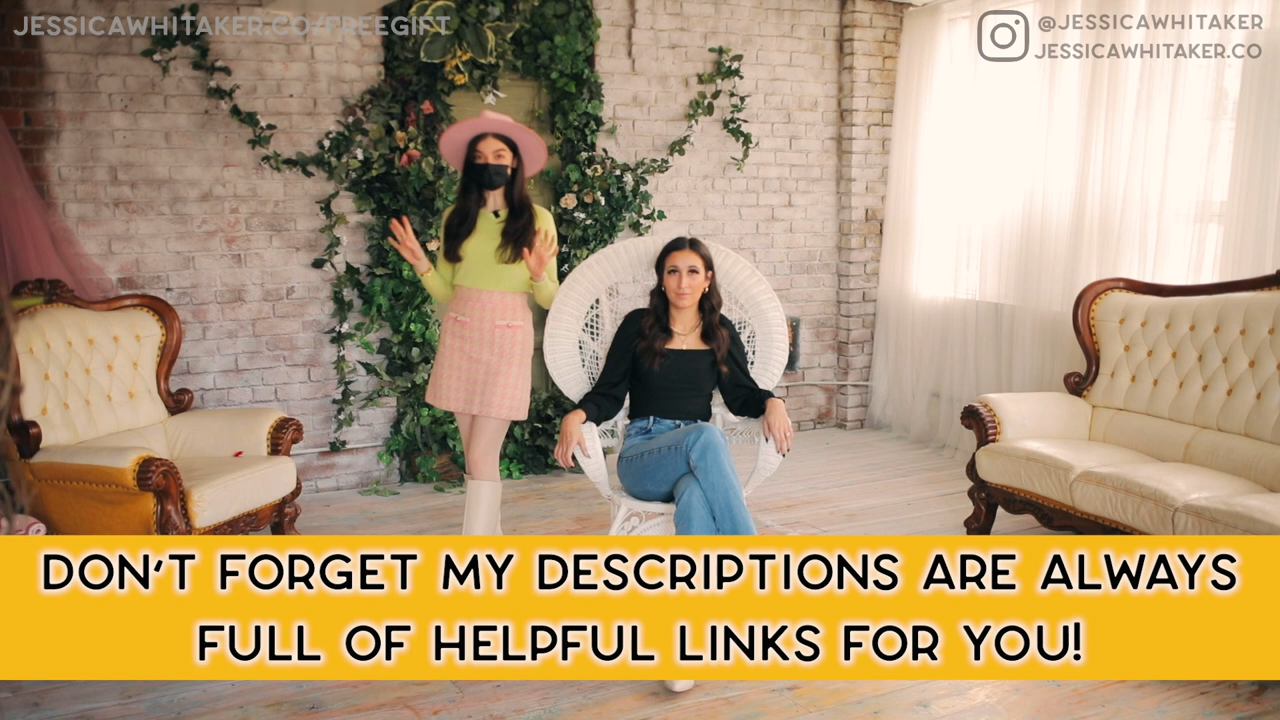 JESSICAWHITAKER.CO/FREEGIFT
@JESSICAWHITAKER
JESSICAWHITAKER.CO
DON'T FORGET MY DESCRIPTIONS ARE ALWAYS
FULL OF HELPFUL LINKS FOR YOU!